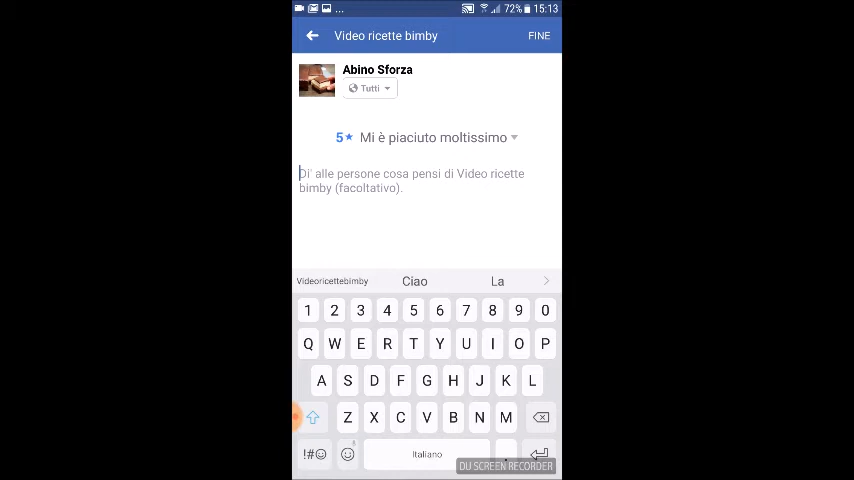 ... 72% 15:13
Video ricette bimby FINE
Abino Sforza
Tutti
5★ Mi è piaciuto moltissimo
Di' alle persone cosa pensi di Video ricette
bimby (facoltativo).
Videoricettebimby Ciao La
1 2 3 4 5 6 7 8 9 0
Q W E R T Y U I O P
A S D F G H J K L
Z X C V B N M
!#☺ Italiano
DU SCREEN RECORDER